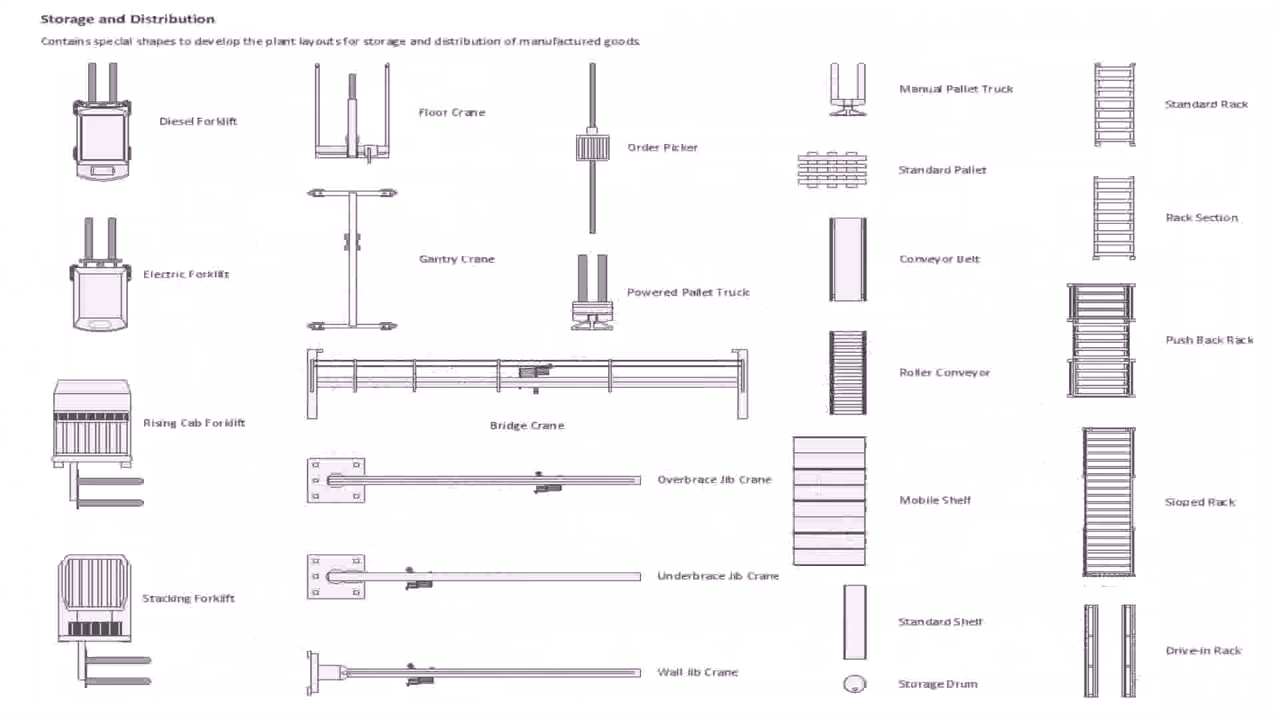 Storage and Distribution
Contains special shapes to develop the plant layouts for storage and distribution of manufactured goods.
Diesel Forklift
Electric Forklift
Rising Cab Forklift
Stacking Forklift
Floor Crane
Gantry Crane
Bridge Crane
Overbrace Jib Crane
Underbrace Jib Crane
Wall Jib Crane
Order Picker
Powered Pallet Truck
Manual Pallet Truck
Standard Pallet
Conveyor Belt
Roller Conveyor
Mobile Shelf
Standard Shelf
Storage Drum
Standard Rack
Rack Section
Push Back Rack
Sloped Rack
Drive-in Rack